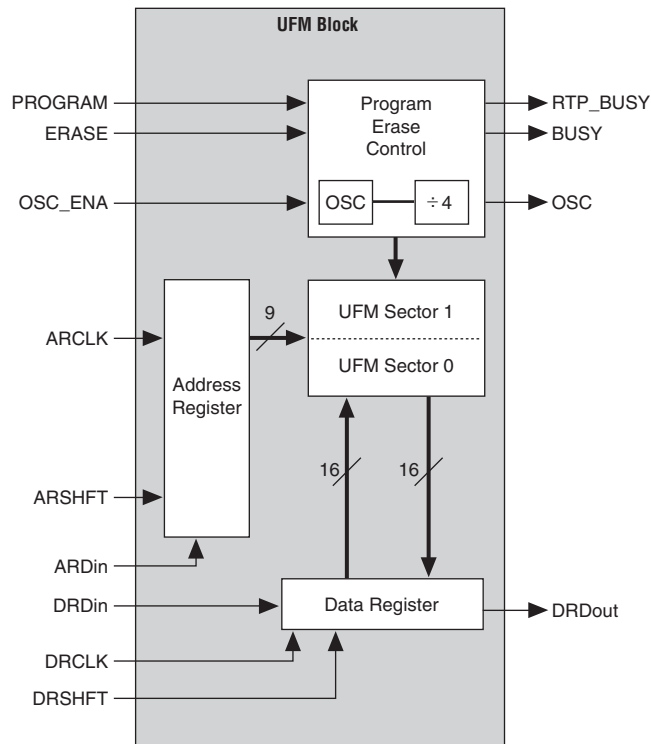 UFM Block
PROGRAM
ERASE
OSC_ENA
Program
Erase
Control
OSC
÷4
RTP_BUSY
BUSY
OSC
ARCLK
ARSHFT
ARDin
Address
Register
9
UFM Sector 1
UFM Sector 0
16
16
DRDin
DRCLK
DRSHFT
Data Register
DRDout